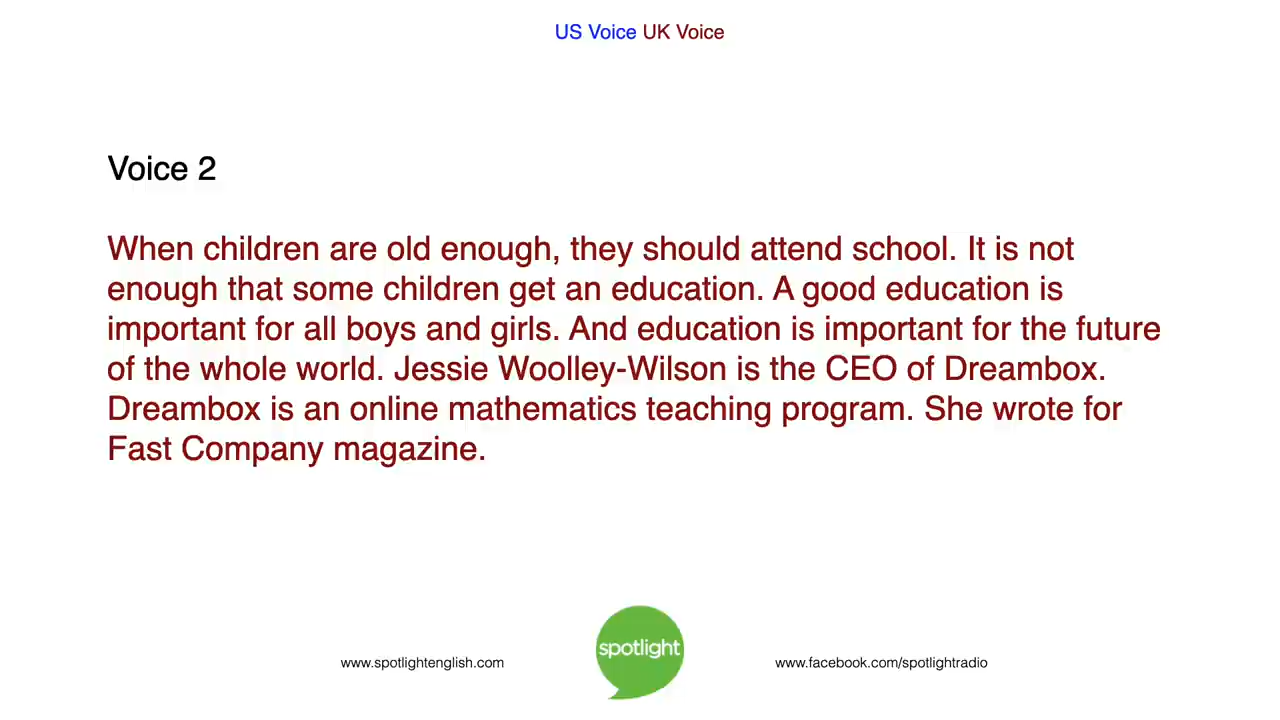 US Voice UK Voice
Voice 2
When children are old enough, they should attend school. It is not
enough that some children get an education. A good education is
important for all boys and girls. And education is important for the future
of the whole world. Jessie Woolley-Wilson is the CEO of Dreambox.
Dreambox is an online mathematics teaching program. She wrote for
Fast Company magazine.
www.spotlightenglish.com
spotlight
www.facebook.com/spotlightradio